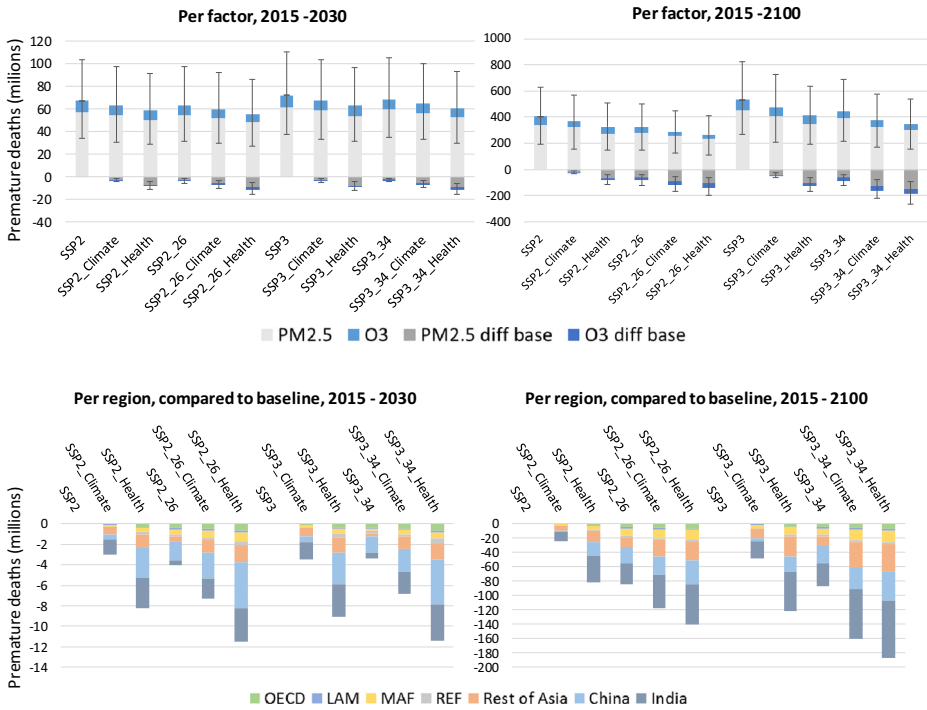 Per factor, 2015 -2030
Premature deaths (milions)
120
100
80
60
40
20
0
-20
-40
SSP2
SSP2_Climate
SSP2_Health
SSP2_26
SSP2_26_Climate
SSP2_26_Health
SSP3
SSP3_Climate
SSP3_Health
SSP3_34
SSP3_34_Climate
SSP3_34_Health
Per factor, 2015 -2100
1000
800
600
400
200
0
-200
-400
SSP2
SSP2_Climate
SSP2_Health
SSP2_26
SSP2_26_Climate
SSP2_26_Health
SSP3
SSP3_Climate
SSP3_Health
SSP3_34
SSP3_34_Climate
SSP3_34_Health
PM2.5 O3 PM2.5 diff base O3 diff base
Per region, compared to baseline, 2015 - 2030
SSP2
SSP2_Climate
SSP2_Health
SSP2_26
SSP2_26_Climate
SSP2_26_Health
SSP3
SSP3_Climate
SSP3_Health
SSP3_34
SSP3_34_Climate
SSP3_34_Health
Premature deaths (millions)
0
-2
-4
-6
-8
-10
-12
-14
Per region, compared to baseline, 2015 - 2100
SSP2
SSP2_Climate
SSP2_Health
SSP2_26
SSP2_26_Climate
SSP2_26_Health
SSP3
SSP3_Climate
SSP3_Health
SSP3_34
SSP3_34_Climate
SSP3_34_Health
0
-20
-40
-60
-80
-100
-120
-140
-160
-180
-200
OECD LAM MAF REF Rest of Asia China India